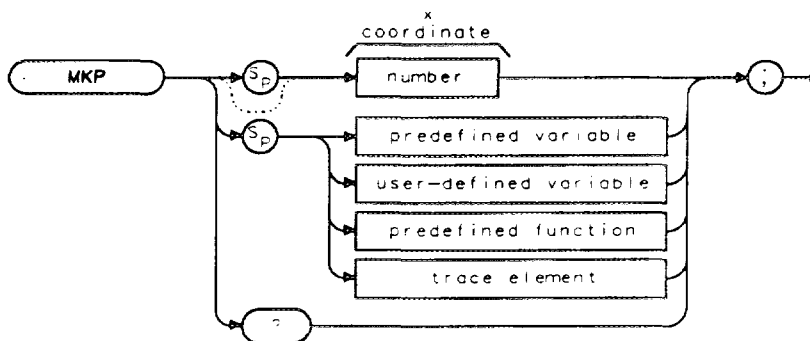 x
coordinate
MKP
Sp
number
;
Sp
predefined variable
user-defined variable
predefined function
trace element
?